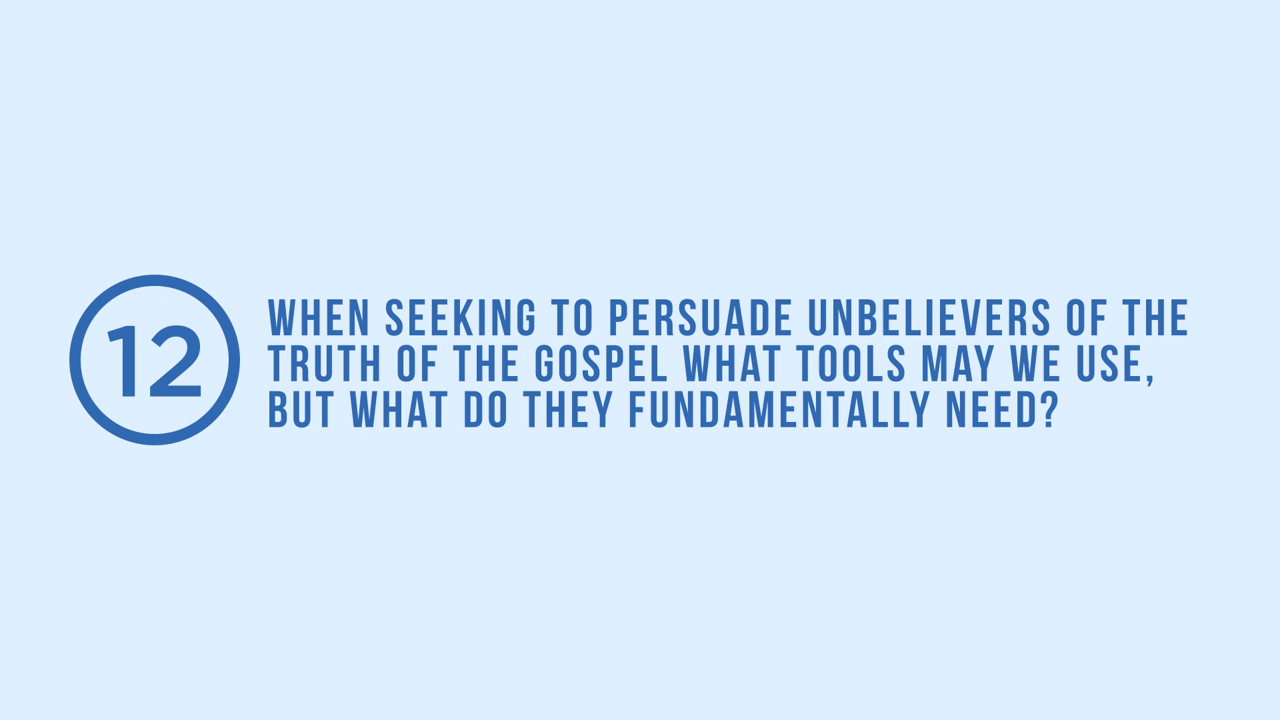 12
WHEN SEEKING TO PERSUADE UNBELIEVERS OF THE
TRUTH OF THE GOSPEL WHAT TOOLS MAY WE USE,
BUT WHAT DO THEY FUNDAMENTALLY NEED?